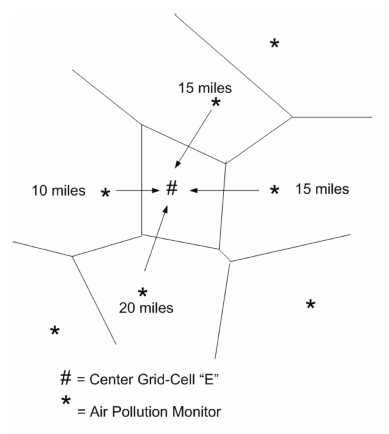 *
15 miles
*
#
10 miles * * 15 miles
*
20 miles
*
*
# = Center Grid-Cell “E”
* = Air Pollution Monitor